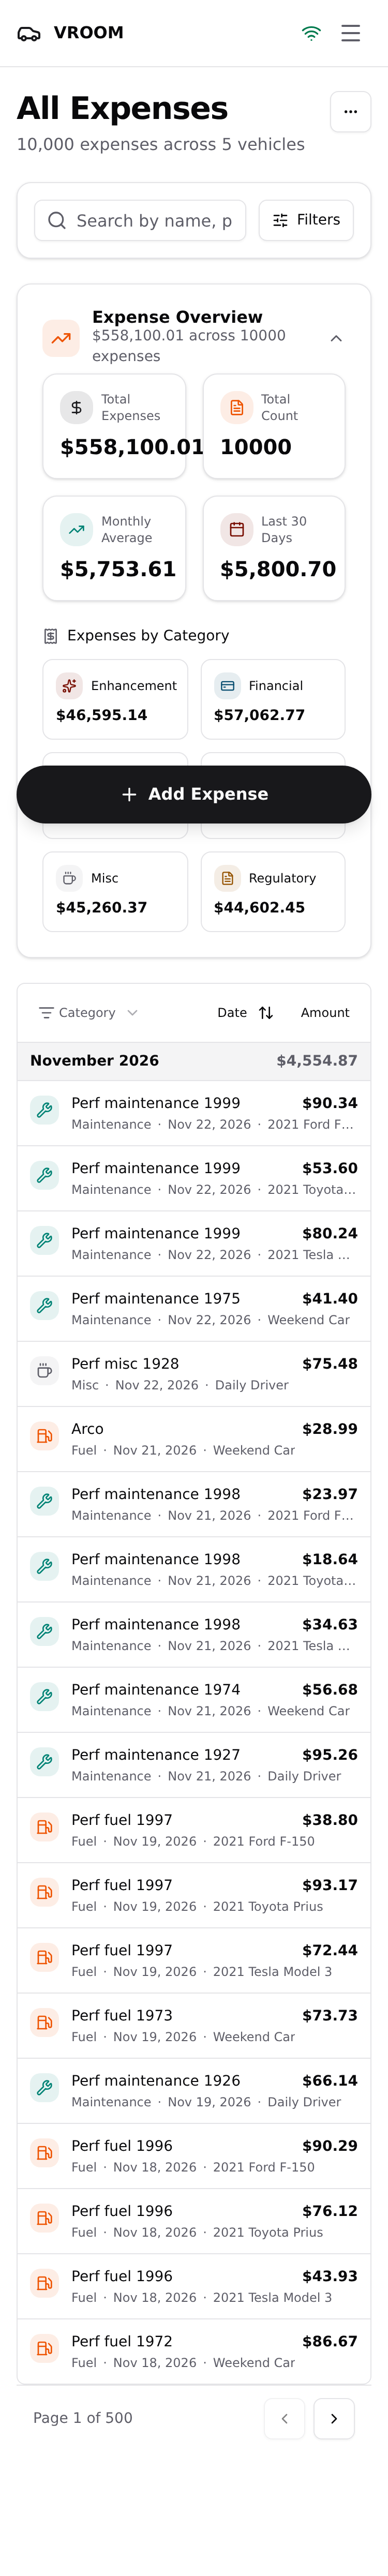 VROOM
All Expenses
10,000 expenses across 5 vehicles
Search by name, p
Filters
Expense Overview
$558,100.01 across 10000
expenses
Total
Expenses
$558,100.01
Total
Count
10000
Monthly
Average
$5,753.61
Last 30
Days
$5,800.70
Expenses by Category
Enhancement
$46,595.14
Financial
$57,062.77
Add Expense
Misc
$45,260.37
Regulatory
$44,602.45
Category Date Amount
November 2026 $4,554.87
Perf maintenance 1999 $90.34
Maintenance · Nov 22, 2026 · 2021 Ford F...
Perf maintenance 1999 $53.60
Maintenance · Nov 22, 2026 · 2021 Toyota...
Perf maintenance 1999 $80.24
Maintenance · Nov 22, 2026 · 2021 Tesla ...
Perf maintenance 1975 $41.40
Maintenance · Nov 22, 2026 · Weekend Car
Perf misc 1928 $75.48
Misc · Nov 22, 2026 · Daily Driver
Arco $28.99
Fuel · Nov 21, 2026 · Weekend Car
Perf maintenance 1998 $23.97
Maintenance · Nov 21, 2026 · 2021 Ford F...
Perf maintenance 1998 $18.64
Maintenance · Nov 21, 2026 · 2021 Toyota...
Perf maintenance 1998 $34.63
Maintenance · Nov 21, 2026 · 2021 Tesla ...
Perf maintenance 1974 $56.68
Maintenance · Nov 21, 2026 · Weekend Car
Perf maintenance 1927 $95.26
Maintenance · Nov 21, 2026 · Daily Driver
Perf fuel 1997 $38.80
Fuel · Nov 19, 2026 · 2021 Ford F-150
Perf fuel 1997 $93.17
Fuel · Nov 19, 2026 · 2021 Toyota Prius
Perf fuel 1997 $72.44
Fuel · Nov 19, 2026 · 2021 Tesla Model 3
Perf fuel 1973 $73.73
Fuel · Nov 19, 2026 · Weekend Car
Perf maintenance 1926 $66.14
Maintenance · Nov 19, 2026 · Daily Driver
Perf fuel 1996 $90.29
Fuel · Nov 18, 2026 · 2021 Ford F-150
Perf fuel 1996 $76.12
Fuel · Nov 18, 2026 · 2021 Toyota Prius
Perf fuel 1996 $43.93
Fuel · Nov 18, 2026 · 2021 Tesla Model 3
Perf fuel 1972 $86.67
Fuel · Nov 18, 2026 · Weekend Car
Page 1 of 500